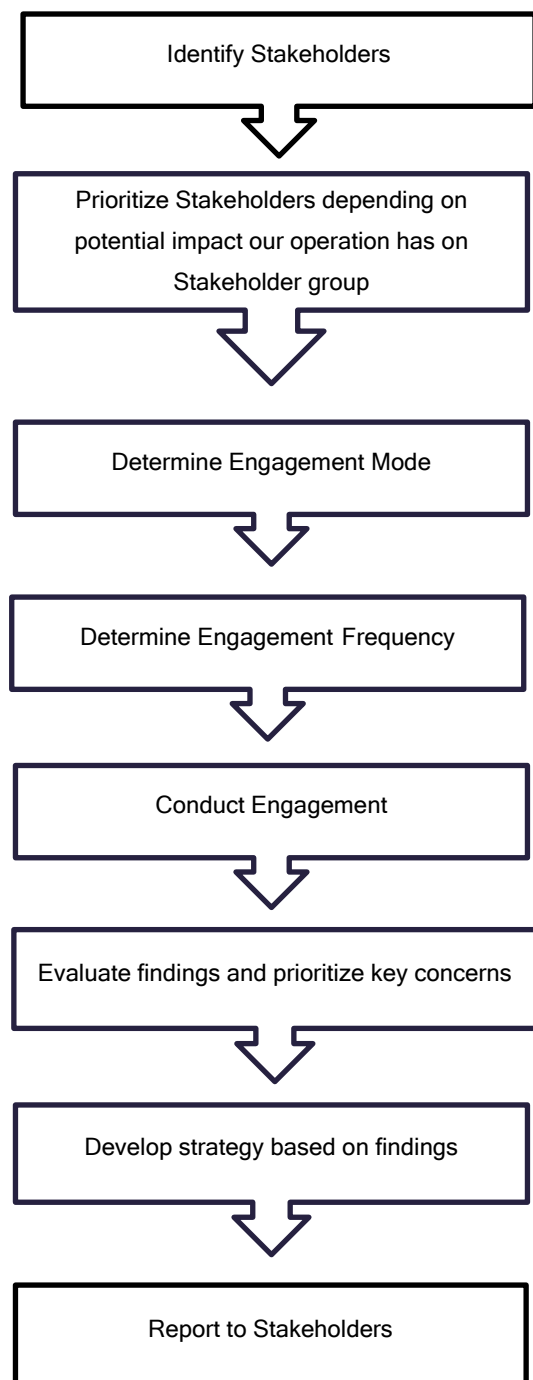 Identify Stakeholders
Prioritize Stakeholders depending on
potential impact our operation has on
Stakeholder group
Determine Engagement Mode
Determine Engagement Frequency
Conduct Engagement
Evaluate findings and prioritize key concerns
Develop strategy based on findings
Report to Stakeholders